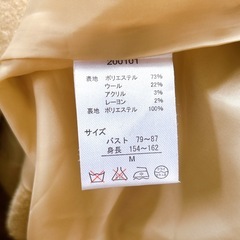 200101
表地 ポリエステル 73%
ウール 22%
アクリル 3%
レーヨン 2%
裏地 ポリエステル 100%
サイズ
バスト 79~87
身長 154~162
M